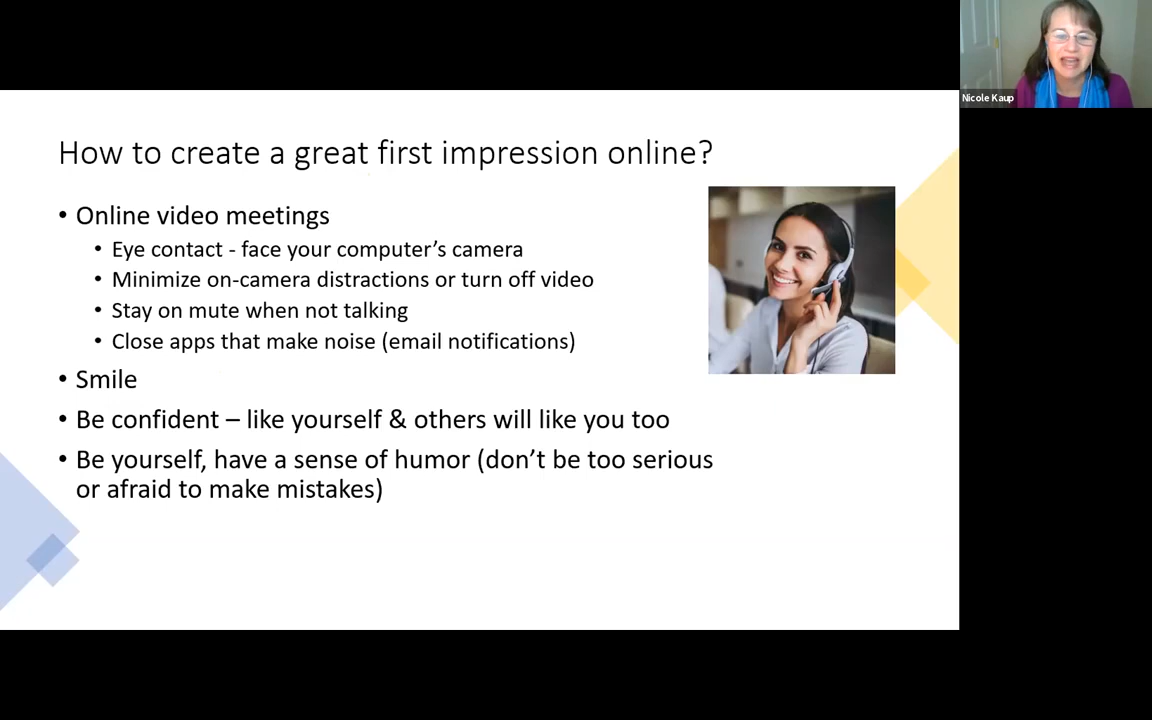 Nicole Kaup
How to create a great first impression online?
• Online video meetings
• Eye contact - face your computer's camera
• Minimize on-camera distractions or turn off video
• Stay on mute when not talking
• Close apps that make noise (email notifications)
• Smile
• Be confident – like yourself & others will like you too
• Be yourself, have a sense of humor (don't be too serious
or afraid to make mistakes)